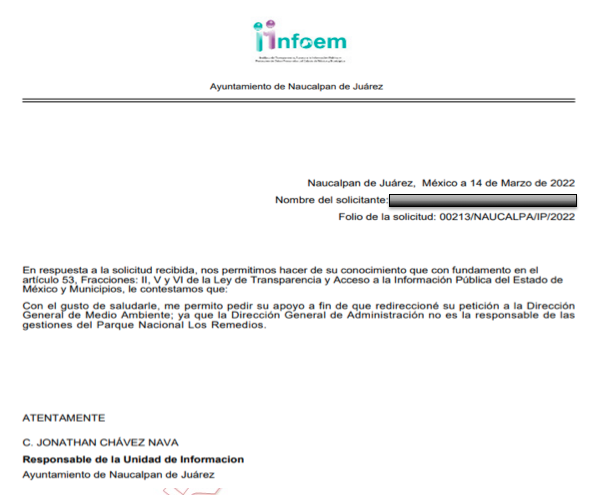 infoem
Ayuntamiento de Naucalpan de Juárez
Naucalpan de Juárez, México a 14 de Marzo de 2022
Nombre del solicitante:
Folio de la solicitud: 00213/NAUCALPA/IP/2022
En respuesta a la solicitud recibida, nos permitimos hacer de su conocimiento que con fundamento en el
artículo 53, Fracciones: II, V y VI de la Ley de Transparencia y Acceso a la Información Pública del Estado de
México y Municipios, le contestamos que:
Con el gusto de saludarle, me permito pedir su apoyo a fin de que redireccioné su petición a la Dirección
General de Medio Ambiente; ya que la Dirección General de Administración no es la responsable de las
gestiones del Parque Nacional Los Remedios.
ATENTAMENTE
C. JONATHAN CHÁVEZ NAVA
Responsable de la Unidad de Informacion
Ayuntamiento de Naucalpan de Juárez